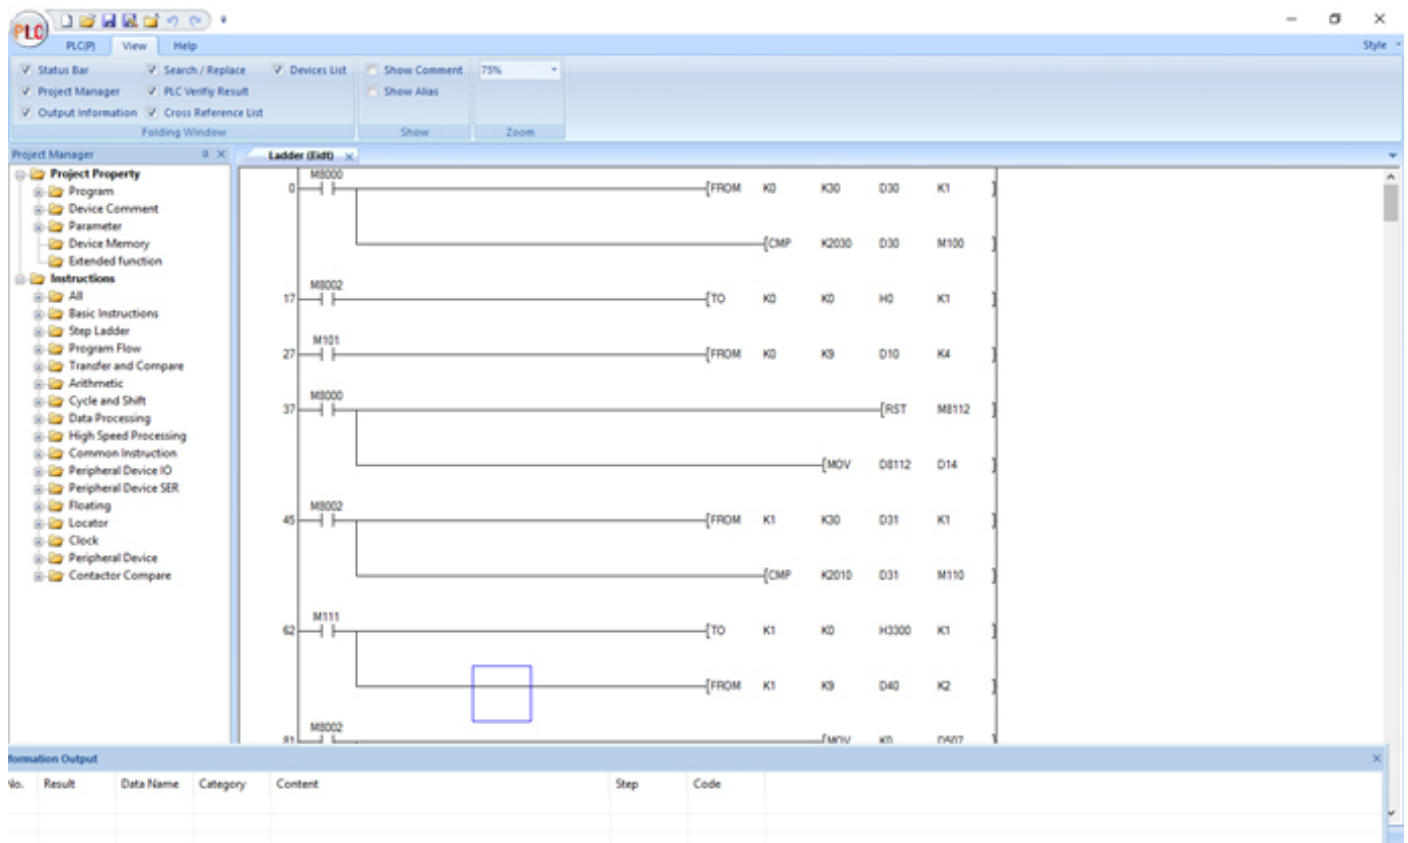 PLC
PLC(P) View Help Style
Status Bar Search / Replace Devices List Show Comment 75%
Project Manager PLC Verifiy Result Show Alias
Output Information Cross Reference List
Folding Window Show Zoom
Project Manager
Ladder (Eidt)
Project Property
Program
Device Comment
Parameter
Device Memory
Extended function
Instructions
All
Basic Instructions
Step Ladder
Program Flow
Transfer and Compare
Arithmetic
Cycle and Shift
Data Processing
High Speed Processing
Common Instruction
Peripheral Device IO
Peripheral Device SER
Floating
Locator
Clock
Peripheral Device
Contactor Compare
M8000
0 [FROM K0 K30 D30 K1 ]
[CMP K2030 D30 M100 ]
M8002
17 [TO K0 K0 H0 K1 ]
M101
27 [FROM K0 K9 D10 K4 ]
M8000
37 [RST M8112 ]
[MOV D8112 D14 ]
M8002
45 [FROM K1 K30 D31 K1 ]
[CMP K2010 D31 M110 ]
M111
62 [TO K1 K0 H3300 K1 ]
[FROM K1 K9 D40 K2 ]
M8002
81 [MOV K0 D507 ]
formation Output
No. Result Data Name Category Content Step Code